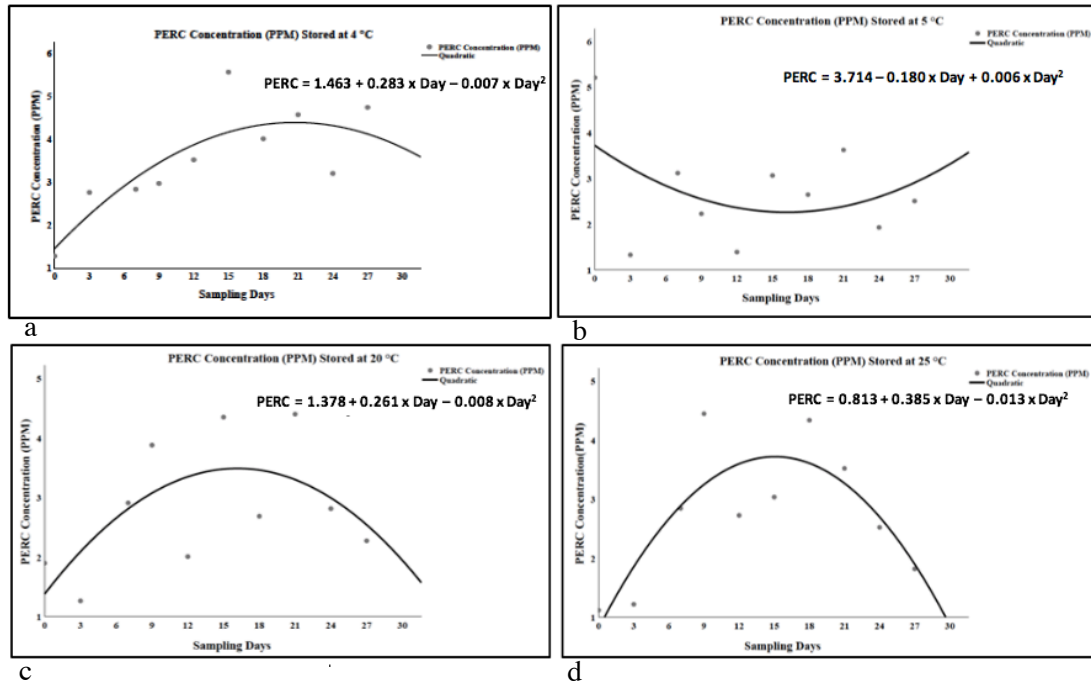 PERC Concentration (PPM) Stored at 4 °C
PERC Concentration (PPM)
Quadratic
PERC = 1.463 + 0.283 x Day – 0.007 x Day²
PERC Concentration (PPM)
6
5
4
3
2
1
0 3 6 9 12 15 18 21 24 27 30
Sampling Days
a
PERC Concentration (PPM) Stored at 5 °C
PERC Concentration (PPM)
Quadratic
PERC = 3.714 – 0.180 x Day + 0.006 x Day²
PERC Concentration (PPM)
6
5
4
3
2
1
0 3 6 9 12 15 18 21 24 27 30
Sampling Days
b
PERC Concentration (PPM) Stored at 20 °C
PERC Concentration (PPM)
Quadratic
PERC = 1.378 + 0.261 x Day – 0.008 x Day²
PERC Concentration (PPM)
5
4
3
2
1
0 3 6 9 12 15 18 21 24 27 30
Sampling Days
c
PERC Concentration (PPM) Stored at 25 °C
PERC Concentration (PPM)
Quadratic
PERC = 0.813 + 0.385 x Day – 0.013 x Day²
PERC Concentration(PPM)
5
4
3
2
1
0 3 6 9 12 15 18 21 24 27 30
Sampling Days
d